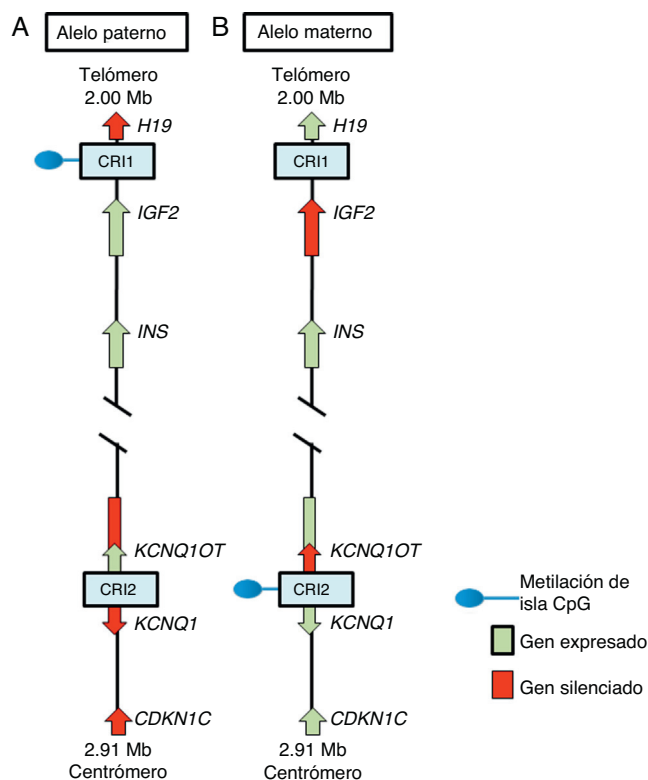 A
Alelo paterno
Telómero
2.00 Mb
H19
CRI1
IGF2
INS
KCNQ1OT
CRI2
KCNQ1
CDKN1C
2.91 Mb
Centrómero
B
Alelo materno
Telómero
2.00 Mb
H19
CRI1
IGF2
INS
KCNQ1OT
CRI2
KCNQ1
CDKN1C
2.91 Mb
Centrómero
Metilación de
isla CpG
Gen expresado
Gen silenciado